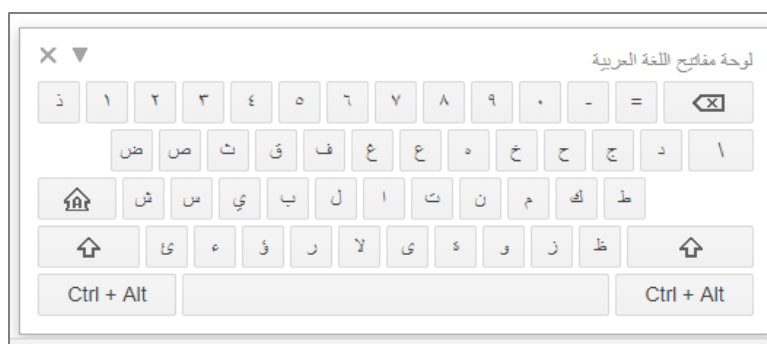 لوحة مفاتيح اللغة العربية
ذ ١ ٢ ٣ ٤ ٥ ٦ ٧ ٨ ٩ ٠ - =
ض ص ث ق ف غ ع ه خ ح ج د \
ش س ي ب ل ا ت ن م ك ط
ئ ء ؤ ر لا ى ة و ز ظ
Ctrl + Alt Ctrl + Alt